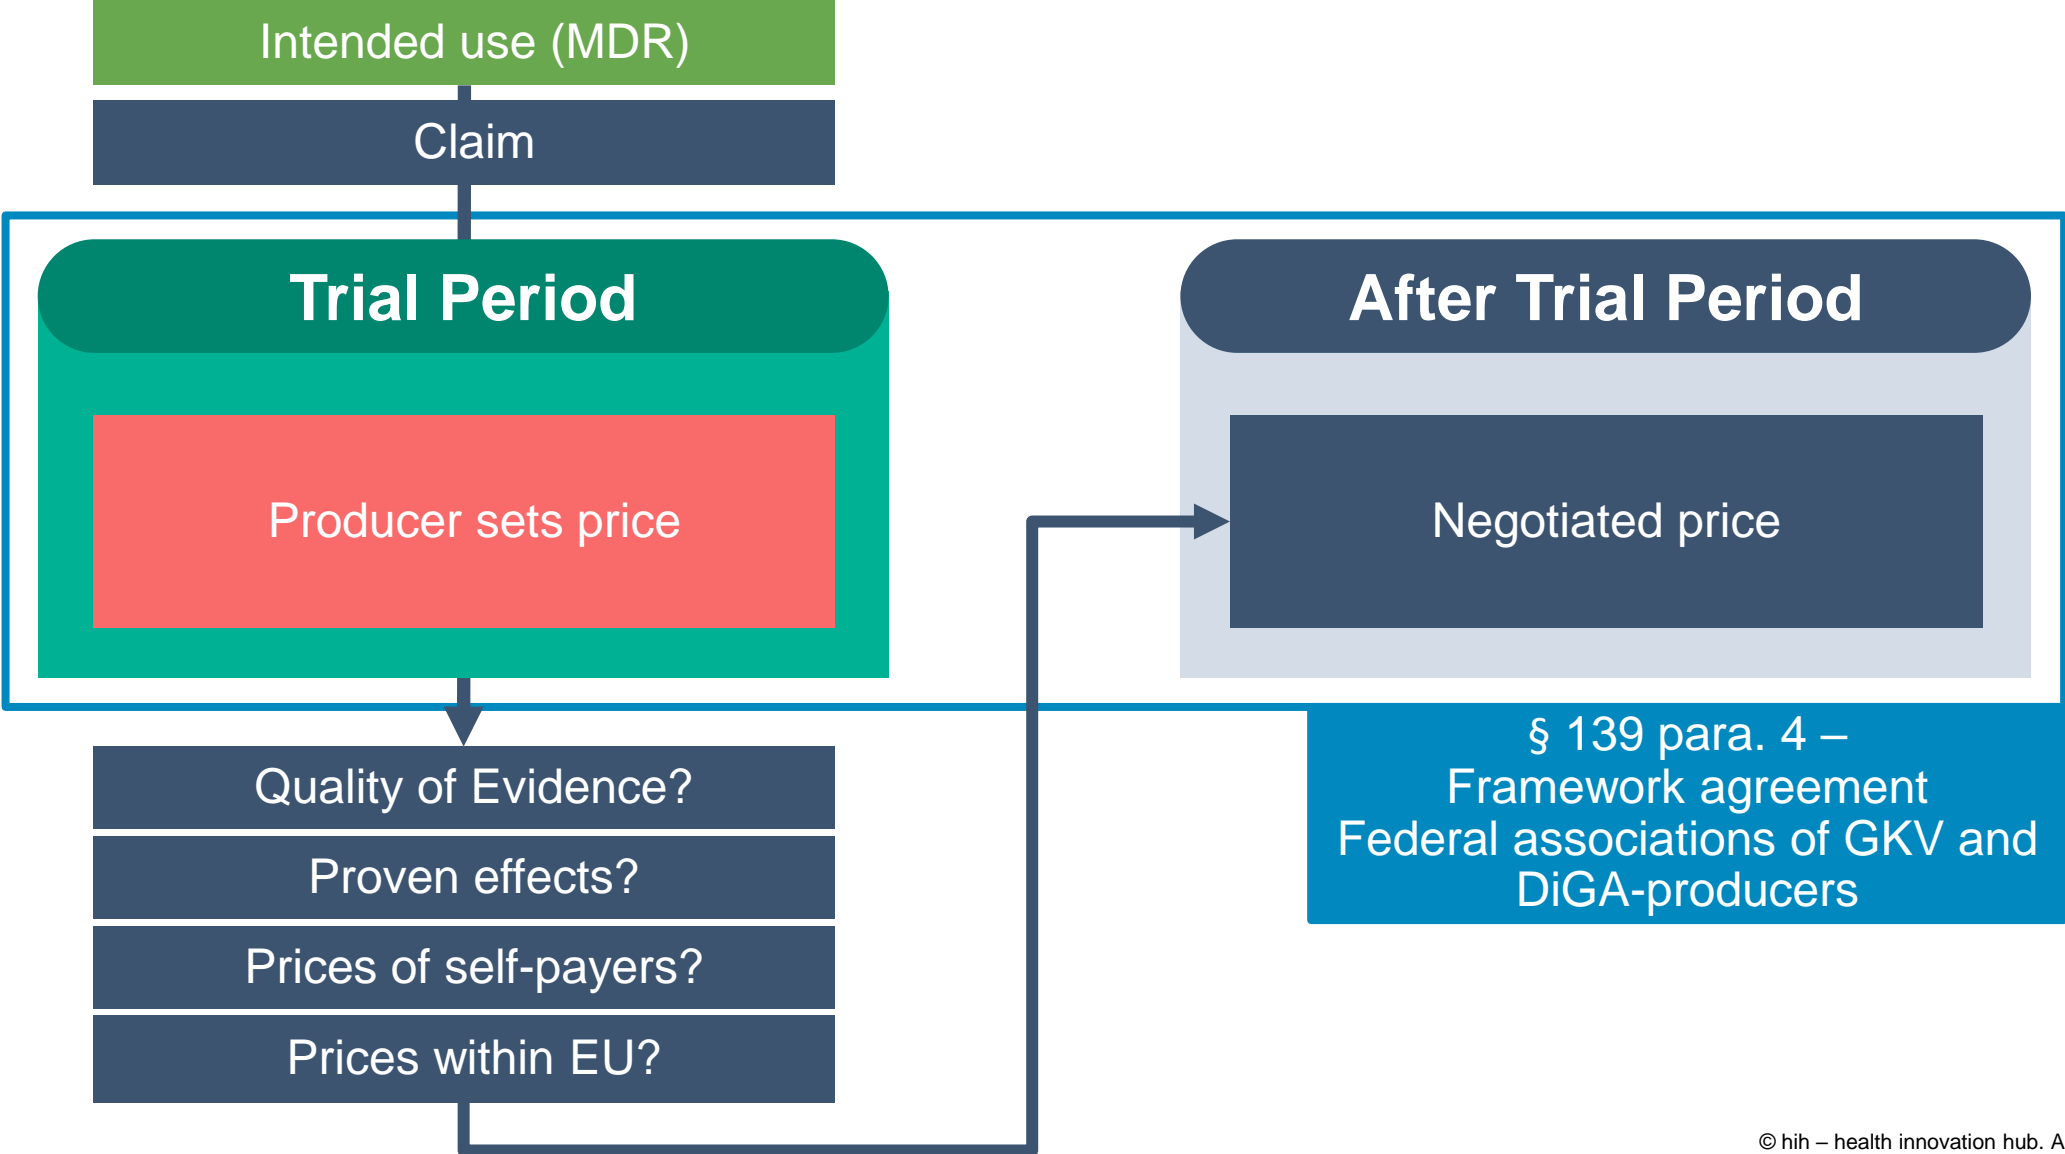 Intended use (MDR)
Claim
Trial Period
After Trial Period
Producer sets price
Negotiated price
Quality of Evidence?
Proven effects?
Prices of self-payers?
Prices within EU?
§ 139 para. 4 –
Framework agreement
Federal associations of GKV and
DiGA-producers
© hih – health innovation hub. A